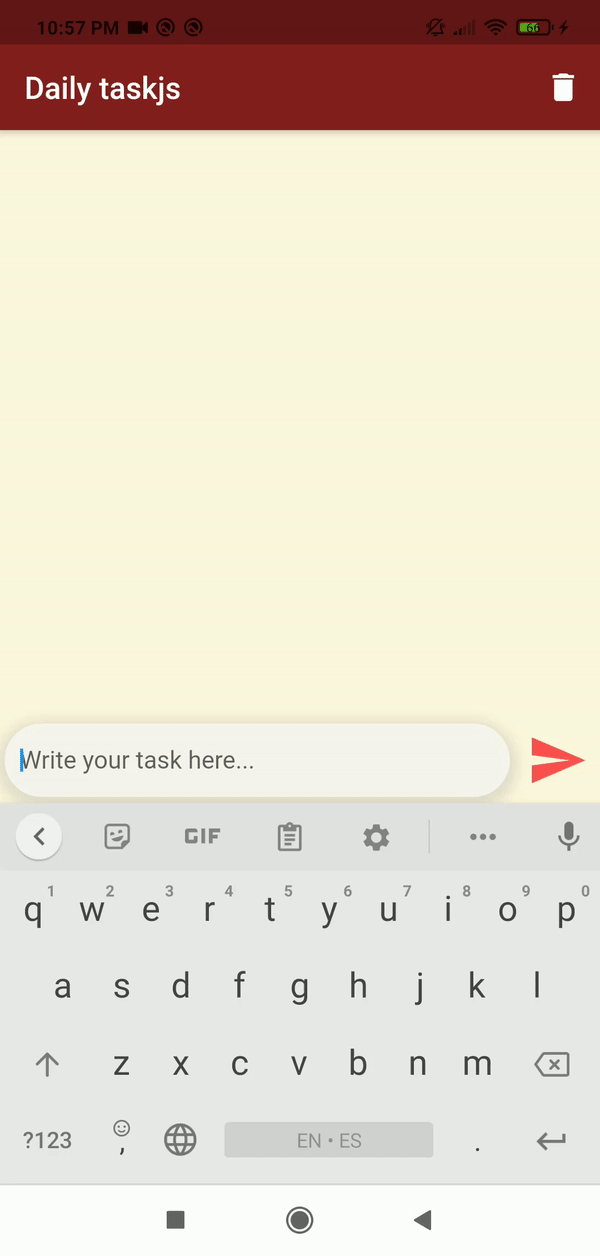 10:57 PM 66
Daily taskjs
Write your task here...
GIF
1 2 3 4 5 6 7 8 9 0
q w e r t y u i o p
a s d f g h j k l
z x c v b n m
?123 , EN • ES .